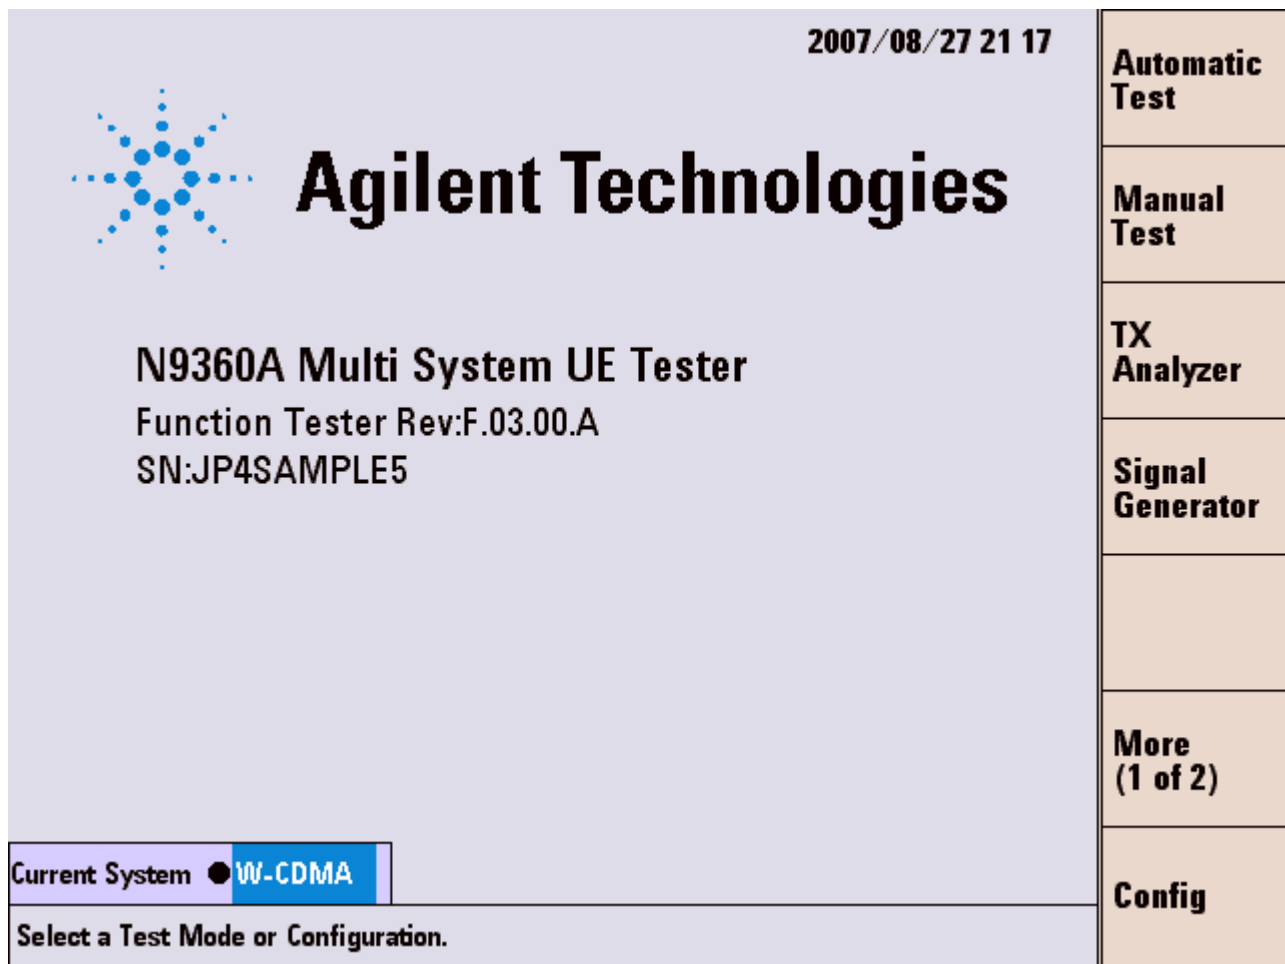 2007/08/27 21 17
Agilent Technologies
N9360A Multi System UE Tester
Function Tester Rev:F.03.00.A
SN:JP4SAMPLE5
Current System ●W-CDMA
Select a Test Mode or Configuration.
Automatic
Test
Manual
Test
TX
Analyzer
Signal
Generator
More
(1 of 2)
Config